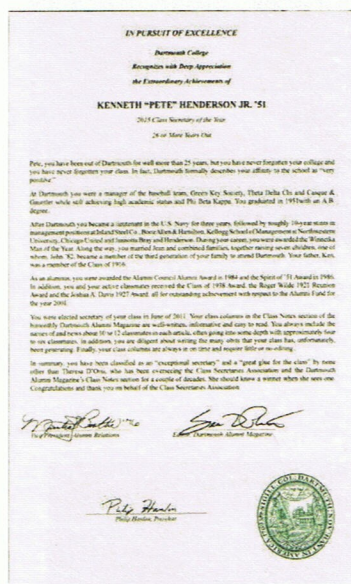 IN PURSUIT OF EXCELLENCE
Dartmouth College
Recognizes with Deep Appreciation
the Extraordinary Achievements of
KENNETH "PETE" HENDERSON JR. '51
2015 Class Secretary of the Year
25 or More Years Out
Pete, you have been out of Dartmouth for well more than 25 years, but you have never forgotten your college and
you have never forgotten your class. In fact, Dartmouth formally describes your affinity to the school as "very
positive."
At Dartmouth you were a manager of the baseball team, Green Key Society, Theta Delta Chi and Casque &
Gauntlet while still achieving high academic status and Phi Beta Kappa. You graduated in 1951 with an A.B.
degree.
After Dartmouth you became a lieutenant in the U.S. Navy for three years, followed by roughly 10-year stints in
management positions at Inland Steel Co., Booz Allen & Hamilton, Kellogg School of Management at Northwestern
University, Chicago United and Jamison Bray and Henderson. During your career, you were awarded the Winnetka
Man of the Year. Along the way, you married Jean and combined families, together raising seven children, one of
whom, John '82, became a member of the third generation of your family to attend Dartmouth. Your father, Ken,
was a member of the Class of 1916.
As an alumnus, you were awarded the Alumni Council Alumni Award in 1984 and the Spirit of '51 Award in 1986.
In addition, you and your active classmates received the Class of 1938 Award, the Roger Wilde 1921 Reunion
Award and the Joshua A. Davis 1927 Award all for outstanding achievement with respect to the Alumni Fund for
the year
You were elected secretary of your class in June of 2011. Your class columns in the Class Notes section of the
bimonthly Dartmouth Alumni Magazine are well-written, informative and easy to read. You always include the
names of and news about 10 to 12 classmates in each article, often going into some depth with approximately four
to six classmates. In addition, you are diligent about writing the many obits that your class has, unfortunately,
been generating. Finally, your class columns are always in on time and require little or no editing.
In summary, you have been classified as an "exceptional secretary" and a "great glue for the class" by none
other than Theresa D'Orsi, who has been overseeing the Class Secretaries Association and the Dartmouth
Alumni Magazine's Class Notes section for a couple of decades. She should know a winner when she sees one.
Congratulations and thank you on behalf of the Class Secretaries Association.
Vice President Alumni Relations
Editor, Dartmouth Alumni Magazine
Philip Hanlon
Philip Hanlon, President